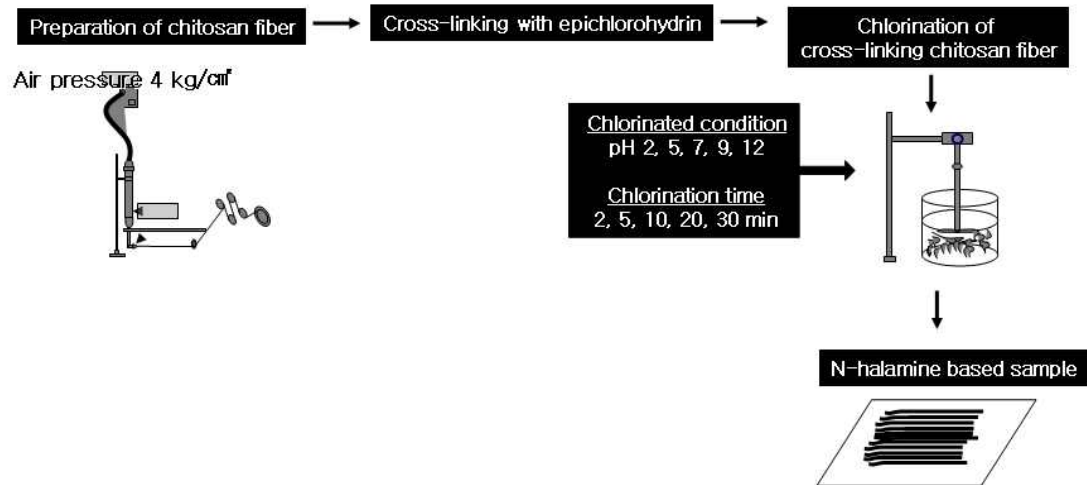 Preparation of chitosan fiber
Cross-linking with epichlorohydrin
Chlorination of
cross-linking chitosan fiber
Air pressure 4 kg/㎠
Chlorinated condition
pH 2, 5, 7, 9, 12
Chlorination time
2, 5, 10, 20, 30 min
N-halamine based sample